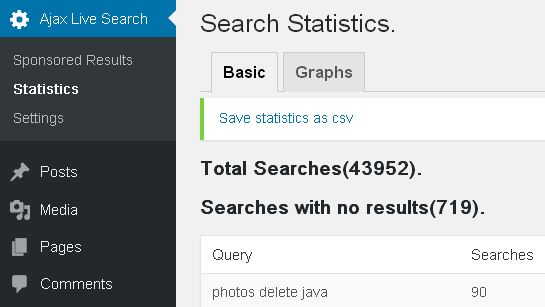 Ajax Live Search
Sponsored Results
Statistics
Settings
Posts
Media
Pages
Comments
Search Statistics.
Basic Graphs
Save statistics as csv
Total Searches(43952).
Searches with no results(719).
Query Searches
photos delete java 90